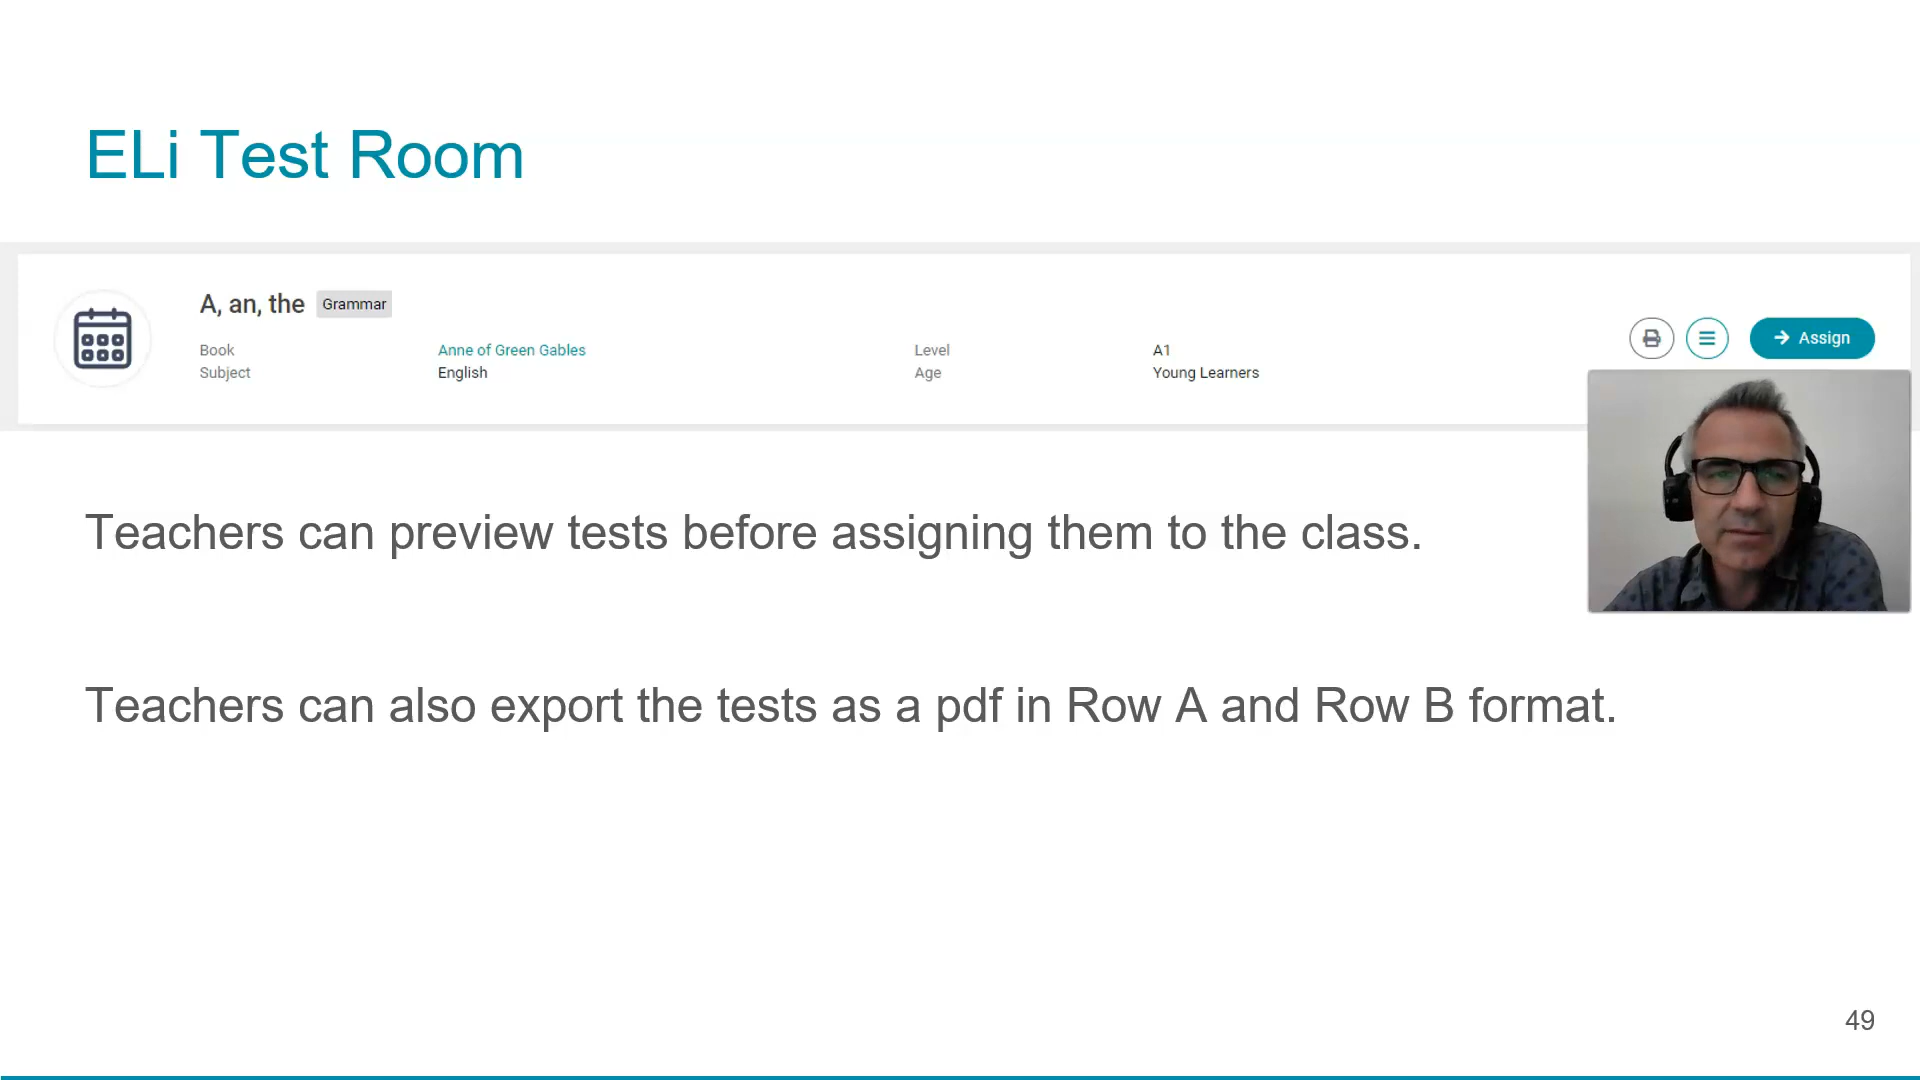 ELi Test Room
A, an, the Grammar
Book Anne of Green Gables Level A1
Subject English Age Young Learners
Assign
Teachers can preview tests before assigning them to the class.
Teachers can also export the tests as a pdf in Row A and Row B format.
49